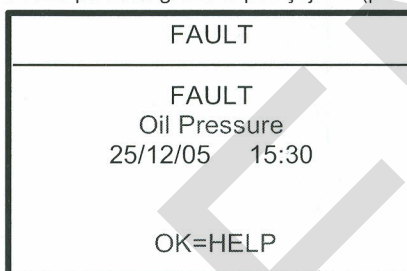 FAULT
FAULT
Oil Pressure
25/12/05 15:30
OK=HELP